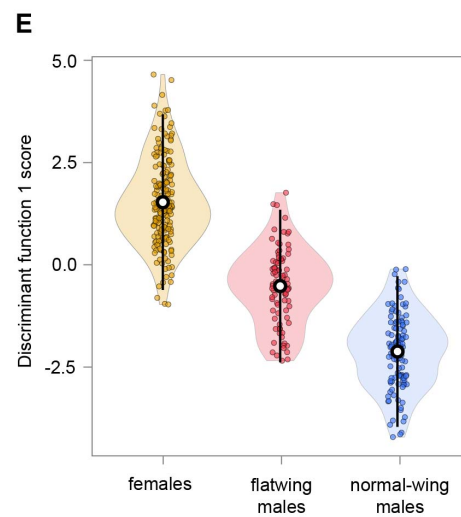 E
Discriminant function 1 score
5.0
2.5
0.0
-2.5
females
flatwing
males
normal-wing
males